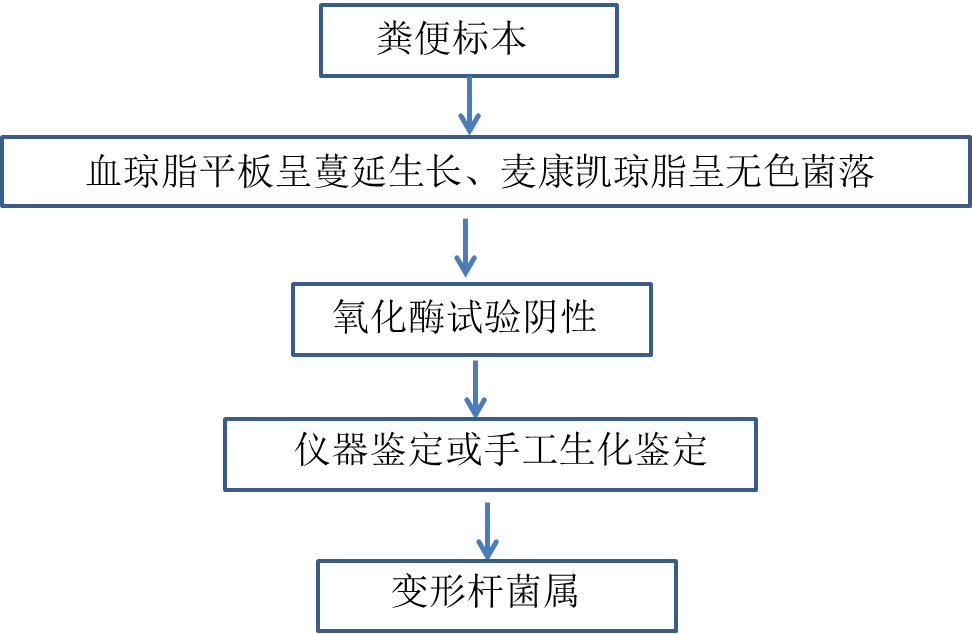 粪便标本
血琼脂平板呈蔓延生长、麦康凯琼脂呈无色菌落
氧化酶试验阴性
仪器鉴定或手工生化鉴定
变形杆菌属